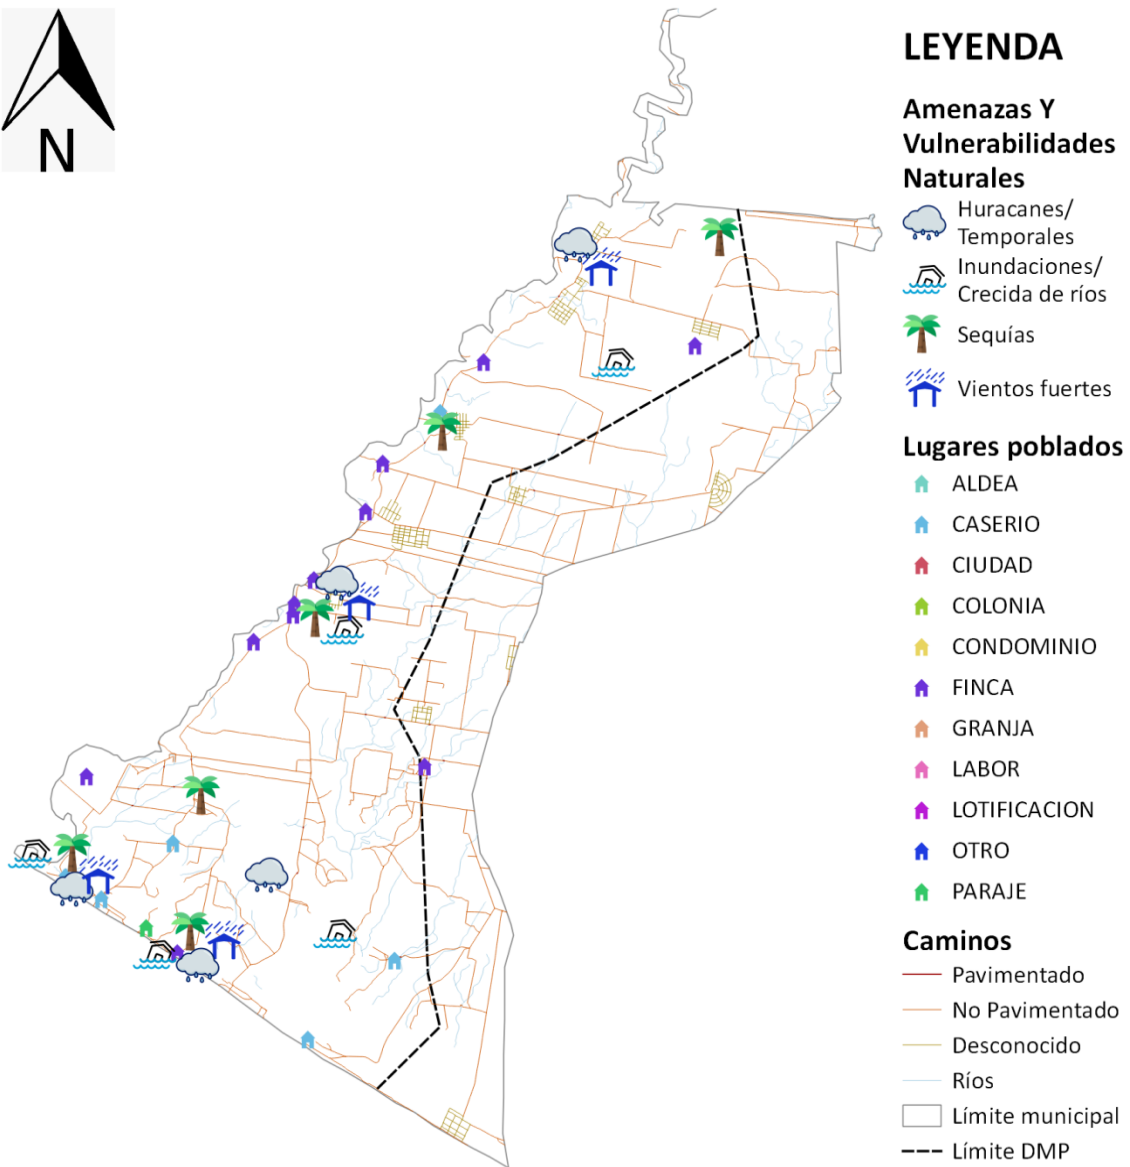 N
LEYENDA
Amenazas Y
Vulnerabilidades
Naturales
Huracanes/
Temporales
Inundaciones/
Crecida de ríos
Sequías
Vientos fuertes
Lugares poblados
ALDEA
CASERIO
CIUDAD
COLONIA
CONDOMINIO
FINCA
GRANJA
LABOR
LOTIFICACION
OTRO
PARAJE
Caminos
Pavimentado
No Pavimentado
Desconocido
Ríos
Límite municipal
Límite DMP